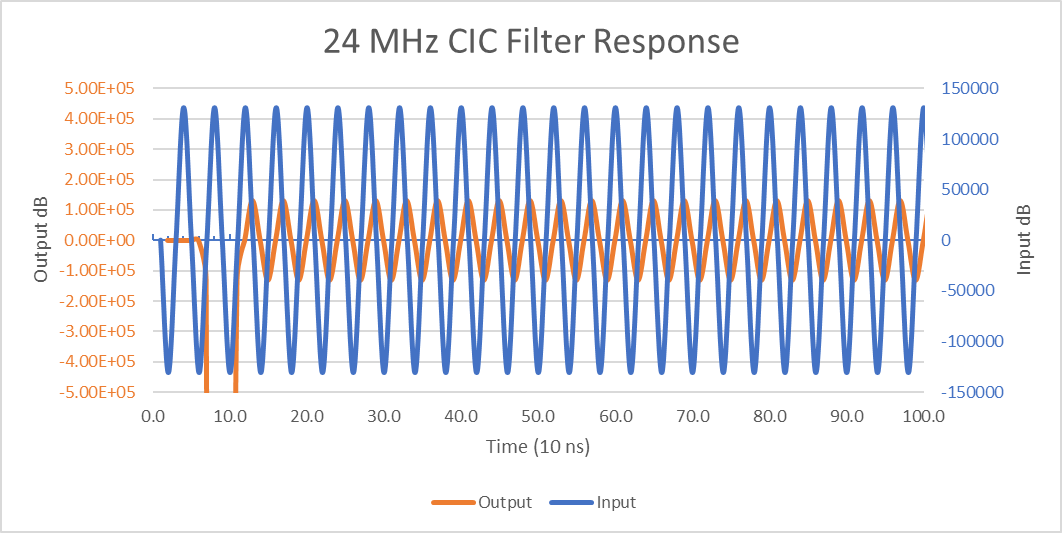 24 MHz CIC Filter Response
5.00E+05
4.00E+05
3.00E+05
2.00E+05
1.00E+05
0.00E+00
-1.00E+05
-2.00E+05
-3.00E+05
-4.00E+05
-5.00E+05
Output dB
150000
100000
50000
0
-50000
-100000
-150000
Input dB
0.0 10.0 20.0 30.0 40.0 50.0 60.0 70.0 80.0 90.0 100.0
Time (10 ns)
Output Input